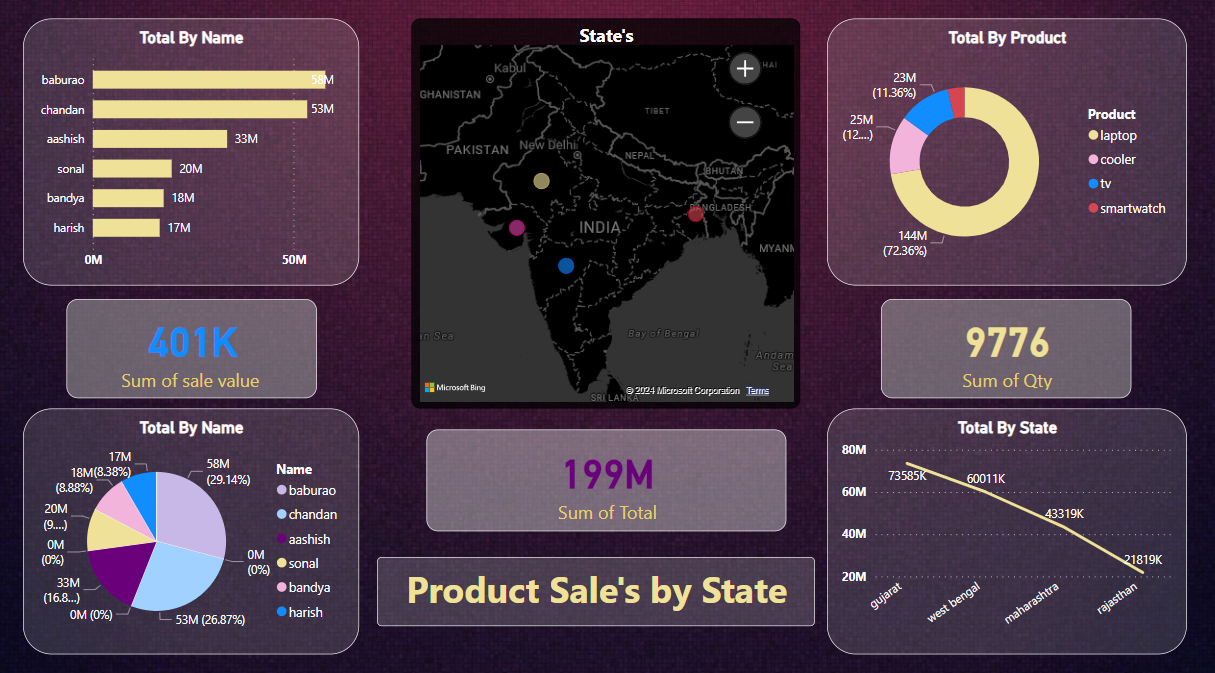 Total By Name
baburao
58M
chandan
53M
aashish
33M
sonal
20M
bandya
18M
harish
17M
0M
50M
State's
Kabul
GHANISTAN
HAI
TIBET
PAKISTAN
New Delhi
NEPAL
BHUTAN
BANGLADESH
INDIA
MYANM
an Sea
Bay of Bengal
Andam
Sea
SRI LANKA
Microsoft Bing
© 2024 Microsoft Corporation Terms
Total By Product
23M
(11.36%)
25M
(12....)
144M
(72.36%)
Product
laptop
cooler
tv
smartwatch
401K
Sum of sale value
9776
Sum of Qty
Total By Name
17M
(8.38%)
18M
(8.88%)
20M
(9....)
0M
(0%)
33M
(16.8...)
0M (0%)
58M
(29.14%)
0M
(0%)
53M (26.87%)
Name
baburao
chandan
aashish
sonal
bandya
harish
199M
Sum of Total
Product Sale's by State
Total By State
80M
60M
40M
20M
73585K
60011K
43319K
21819K
gujarat
west bengal
maharashtra
rajasthan